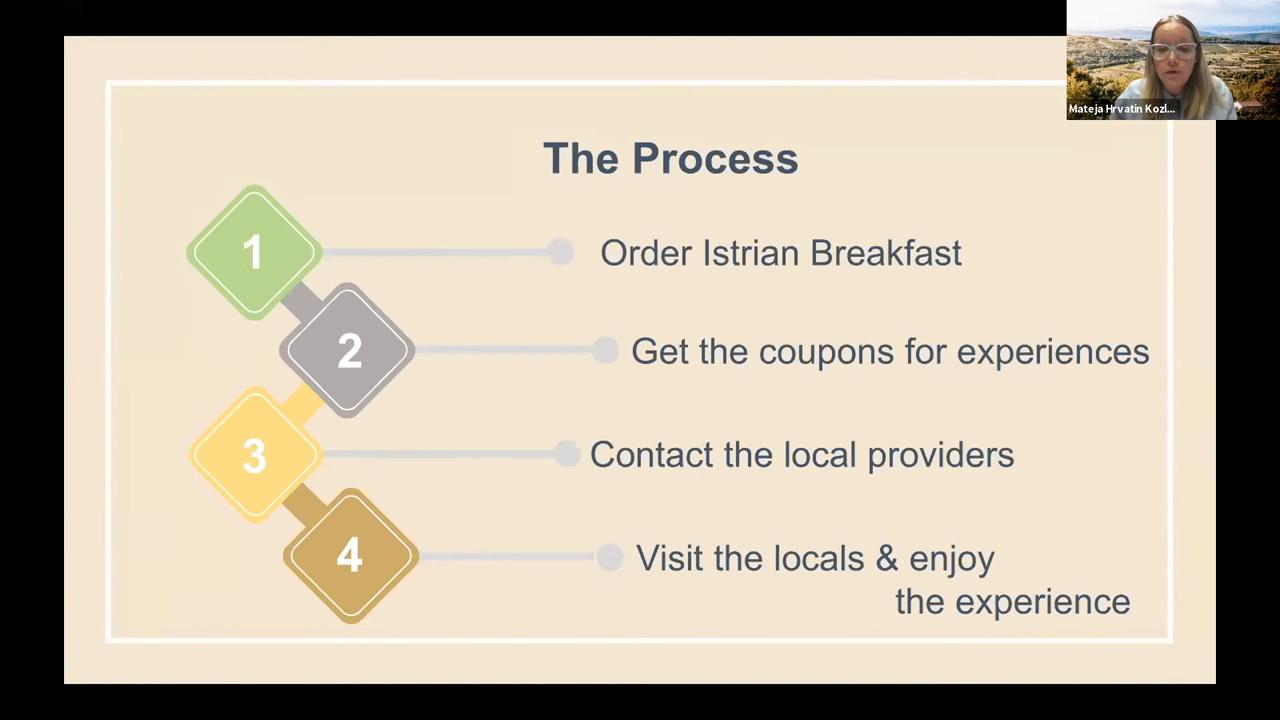 Mateja Hrvatin Kozl...
The Process
1
Order Istrian Breakfast
2
Get the coupons for experiences
3
Contact the local providers
4
Visit the locals & enjoy
the experience